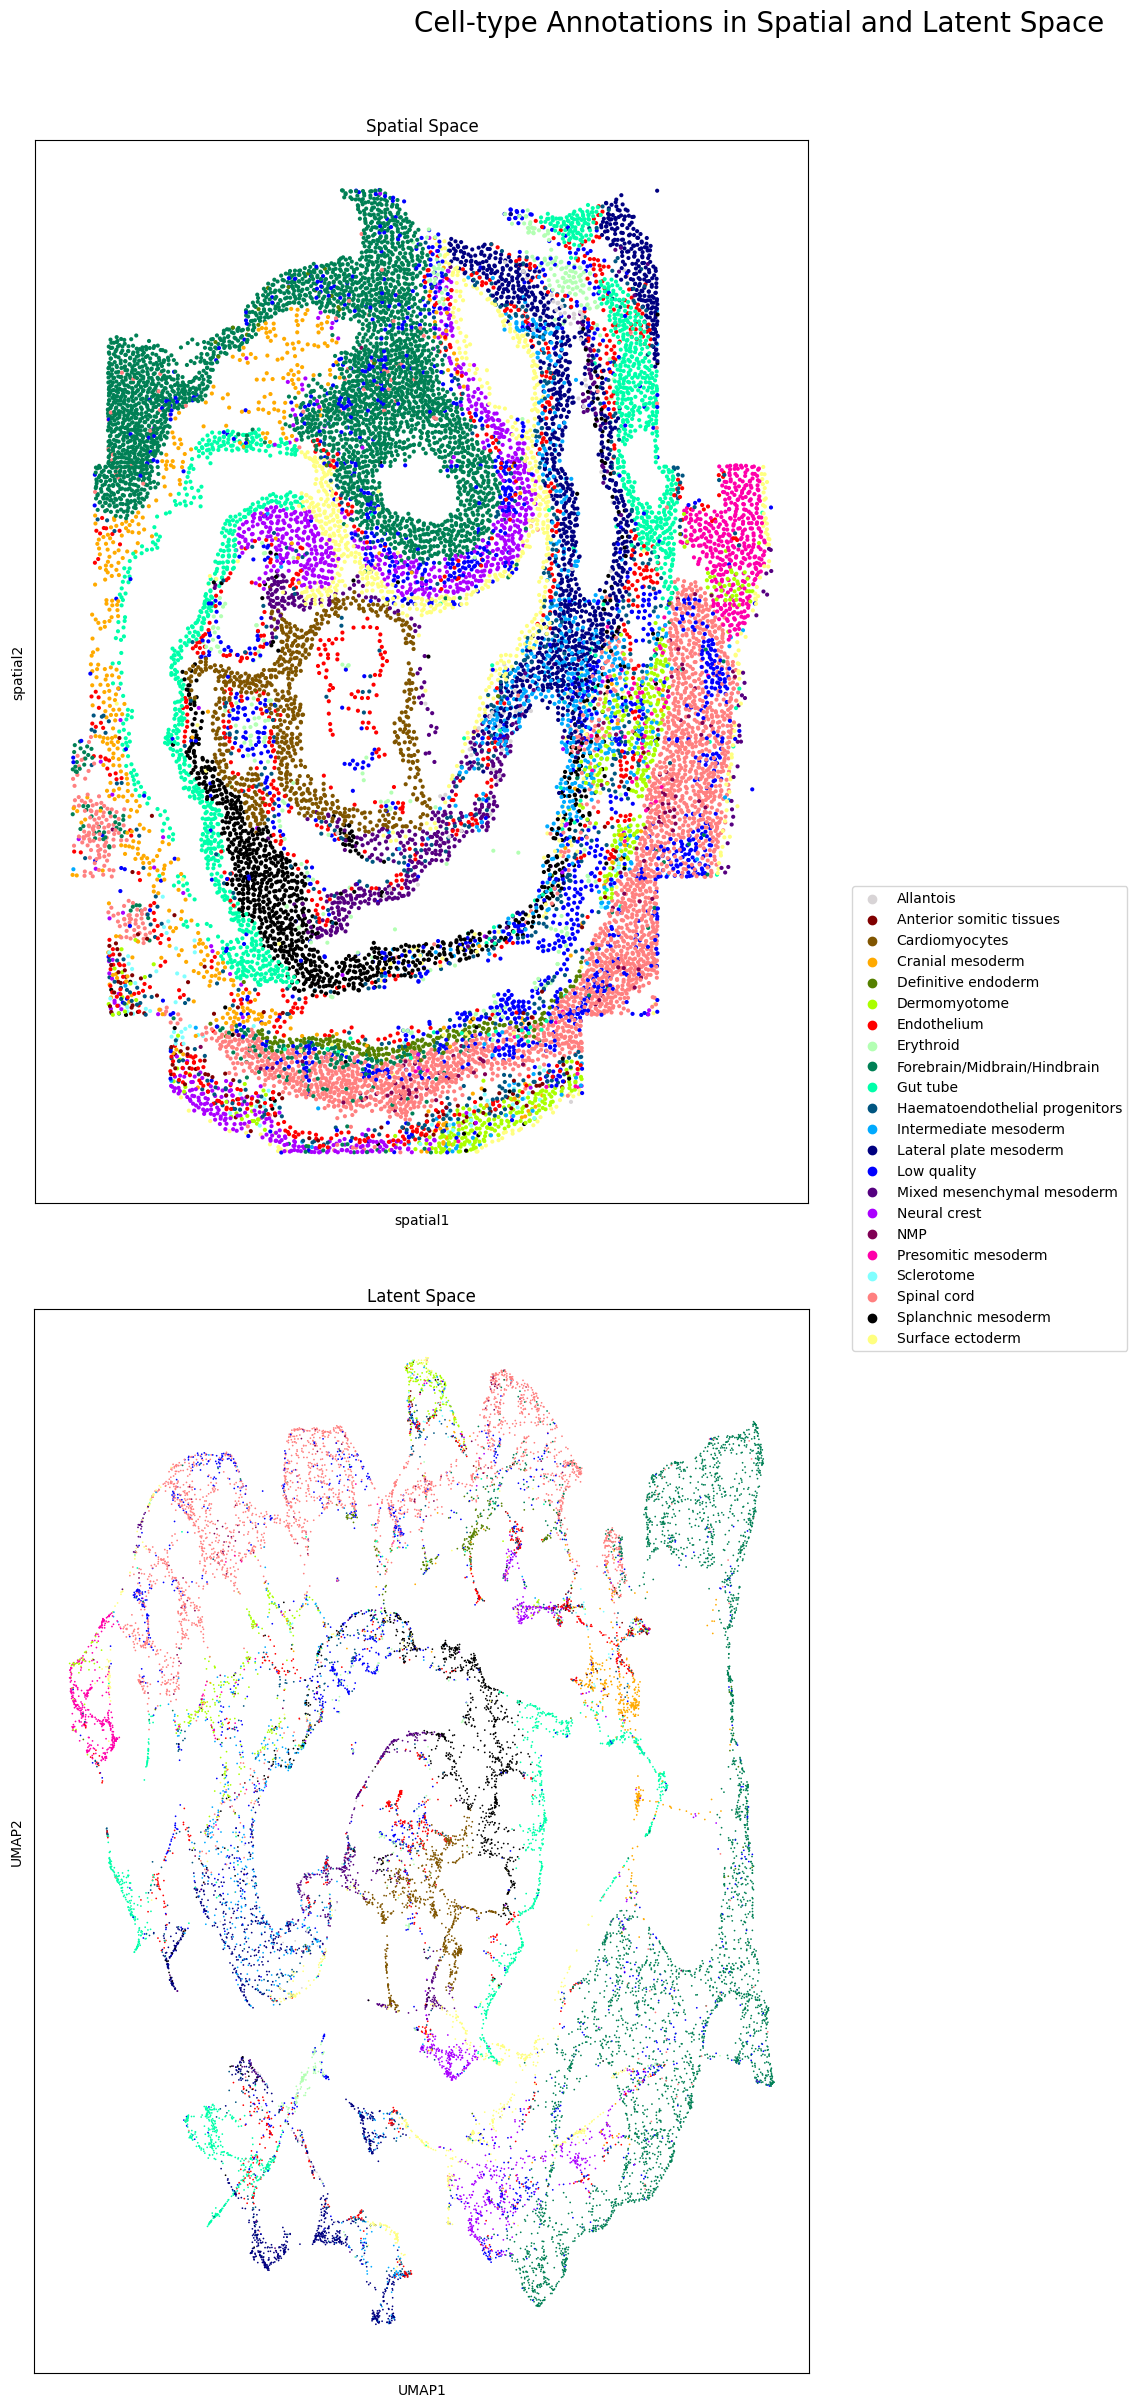 Cell-type Annotations in Spatial and Latent Space
Spatial Space
spatial2
spatial1
Allantois
Anterior somitic tissues
Cardiomyocytes
Cranial mesoderm
Definitive endoderm
Dermomyotome
Endothelium
Erythroid
Forebrain/Midbrain/Hindbrain
Gut tube
Haematoendothelial progenitors
Intermediate mesoderm
Lateral plate mesoderm
Low quality
Mixed mesenchymal mesoderm
Neural crest
NMP
Presomitic mesoderm
Sclerotome
Spinal cord
Splanchnic mesoderm
Surface ectoderm
Latent Space
UMAP2
UMAP1